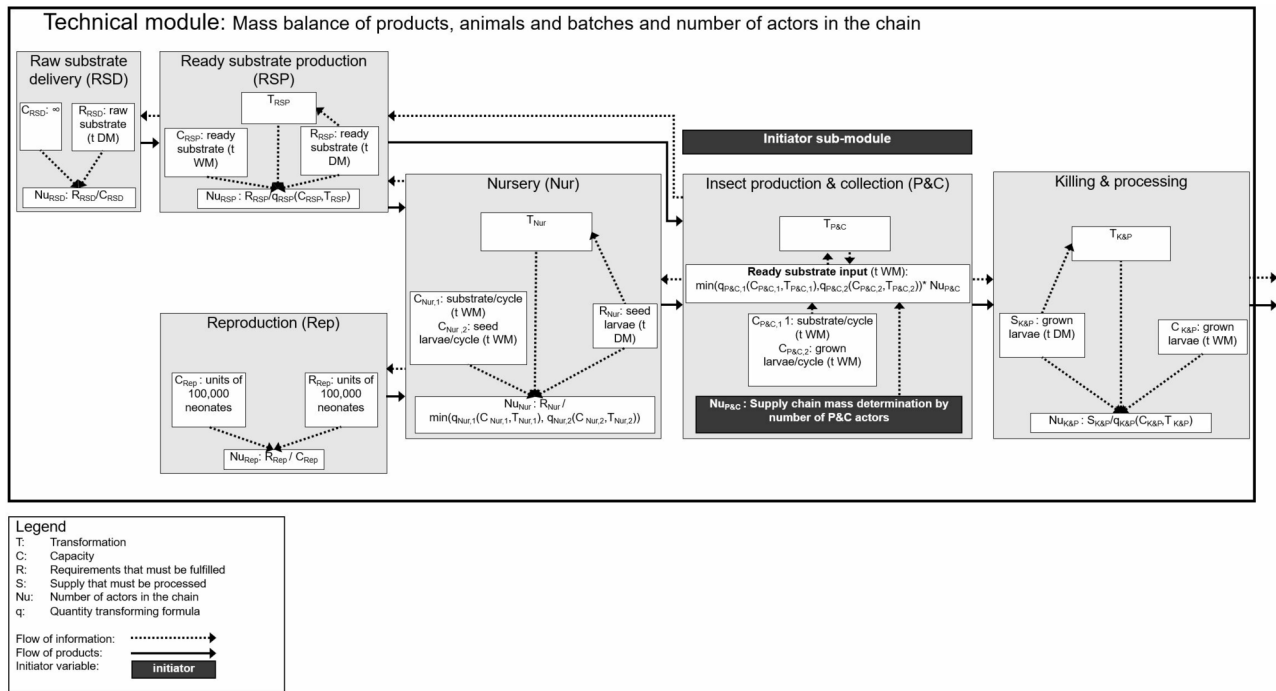 Technical module: Mass balance of products, animals and batches and number of actors in the chain
Raw substrate
delivery (RSD)
C_RSD: ∞
R_RSD: raw
substrate
(t DM)
Nu_RSD: R_RSD/C_RSD
Ready substrate production
(RSP)
T_RSP
C_RSP: ready
substrate (t
WM)
R_RSP: ready
substrate (t
DM)
Nu_RSP: R_RSP/q_RSP(C_RSP,T_RSP)
Reproduction (Rep)
C_Rep : units of
100,000
neonates
R_Rep: units of
100,000
neonates
Nu_Rep: R_Rep / C_Rep
Nursery (Nur)
T_Nur
C_Nur,1: substrate/cycle
(t WM)
C_Nur ,2: seed
larvae/cycle (t WM)
R_Nur: seed
larvae (t
DM)
Nu_Nur : R_Nur /
min(q_Nur,1(C_Nur,1,T_Nur,1), q_Nur,2(C_Nur,2,T_Nur,2))
Initiator sub-module
Insect production & collection (P&C)
T_P&C
Ready substrate input (t WM):
min(q_P&C,1(C_P&C,1,T_P&C,1),q_P&C,2(C_P&C,2,T_P&C,2))* Nu_P&C
C_P&C,1 1: substrate/cycle
(t WM)
C_P&C,2: grown
larvae/cycle (t WM)
Nu_P&C : Supply chain mass determination by
number of P&C actors
Killing & processing
T_K&P
S_K&P : grown
larvae (t DM)
C_K&P: grown
larvae (t WM)
Nu_K&P : S_K&P/q_K&P(C_K&P,T_K&P)
Legend
T: Transformation
C: Capacity
R: Requirements that must be fulfilled
S: Supply that must be processed
Nu: Number of actors in the chain
q: Quantity transforming formula
Flow of information:
Flow of products:
Initiator variable: initiator